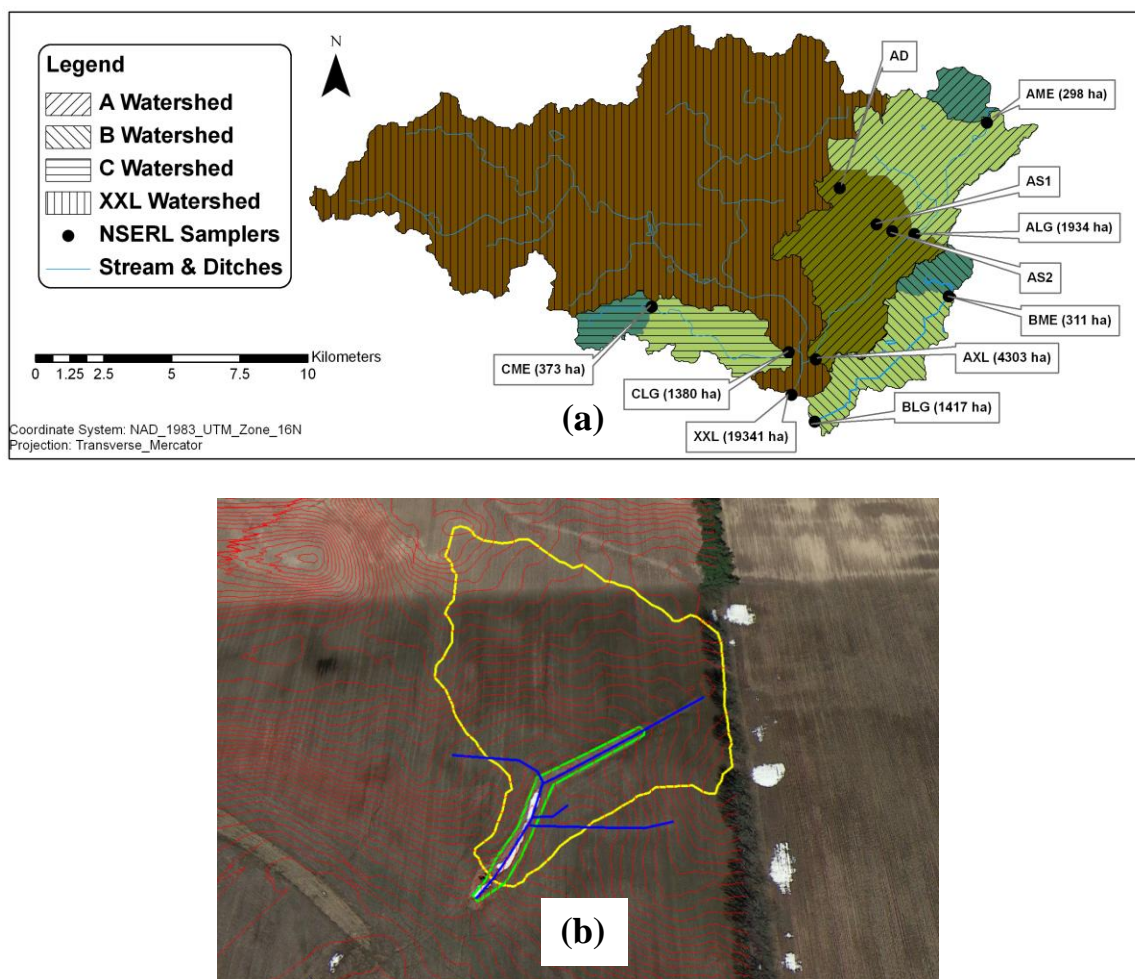 N
Legend
A Watershed
B Watershed
C Watershed
XXL Watershed
NSERL Samplers
Stream & Ditches
Kilometers
0 1.25 2.5 5 7.5 10
Coordinate System: NAD_1983_UTM_Zone_16N
Projection: Transverse_Mercator
AD
AME (298 ha)
AS1
ALG (1934 ha)
AS2
BME (311 ha)
AXL (4303 ha)
BLG (1417 ha)
CME (373 ha)
CLG (1380 ha)
XXL (19341 ha)
(a)
(b)